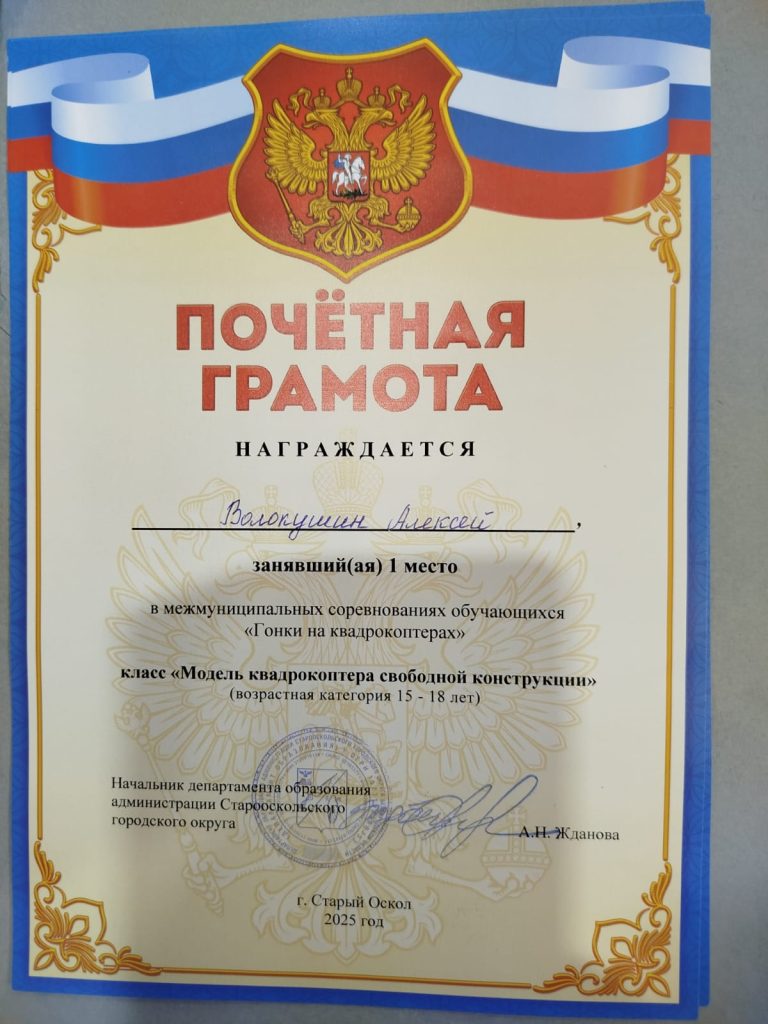 ПОЧЁТНАЯ
ГРАМОТА
НАГРАЖДАЕТСЯ
Волокушин Алексей,
занявший(ая) 1 место
в межмуниципальных соревнованиях обучающихся
«Гонки на квадрокоптерах»
класс «Модель квадрокоптера свободной конструкции»
(возрастная категория 15 - 18 лет)
Начальник департамента образования
администрации Старооскольского
городского округа
А.Н. Жданова
г. Старый Оскол
2025 год